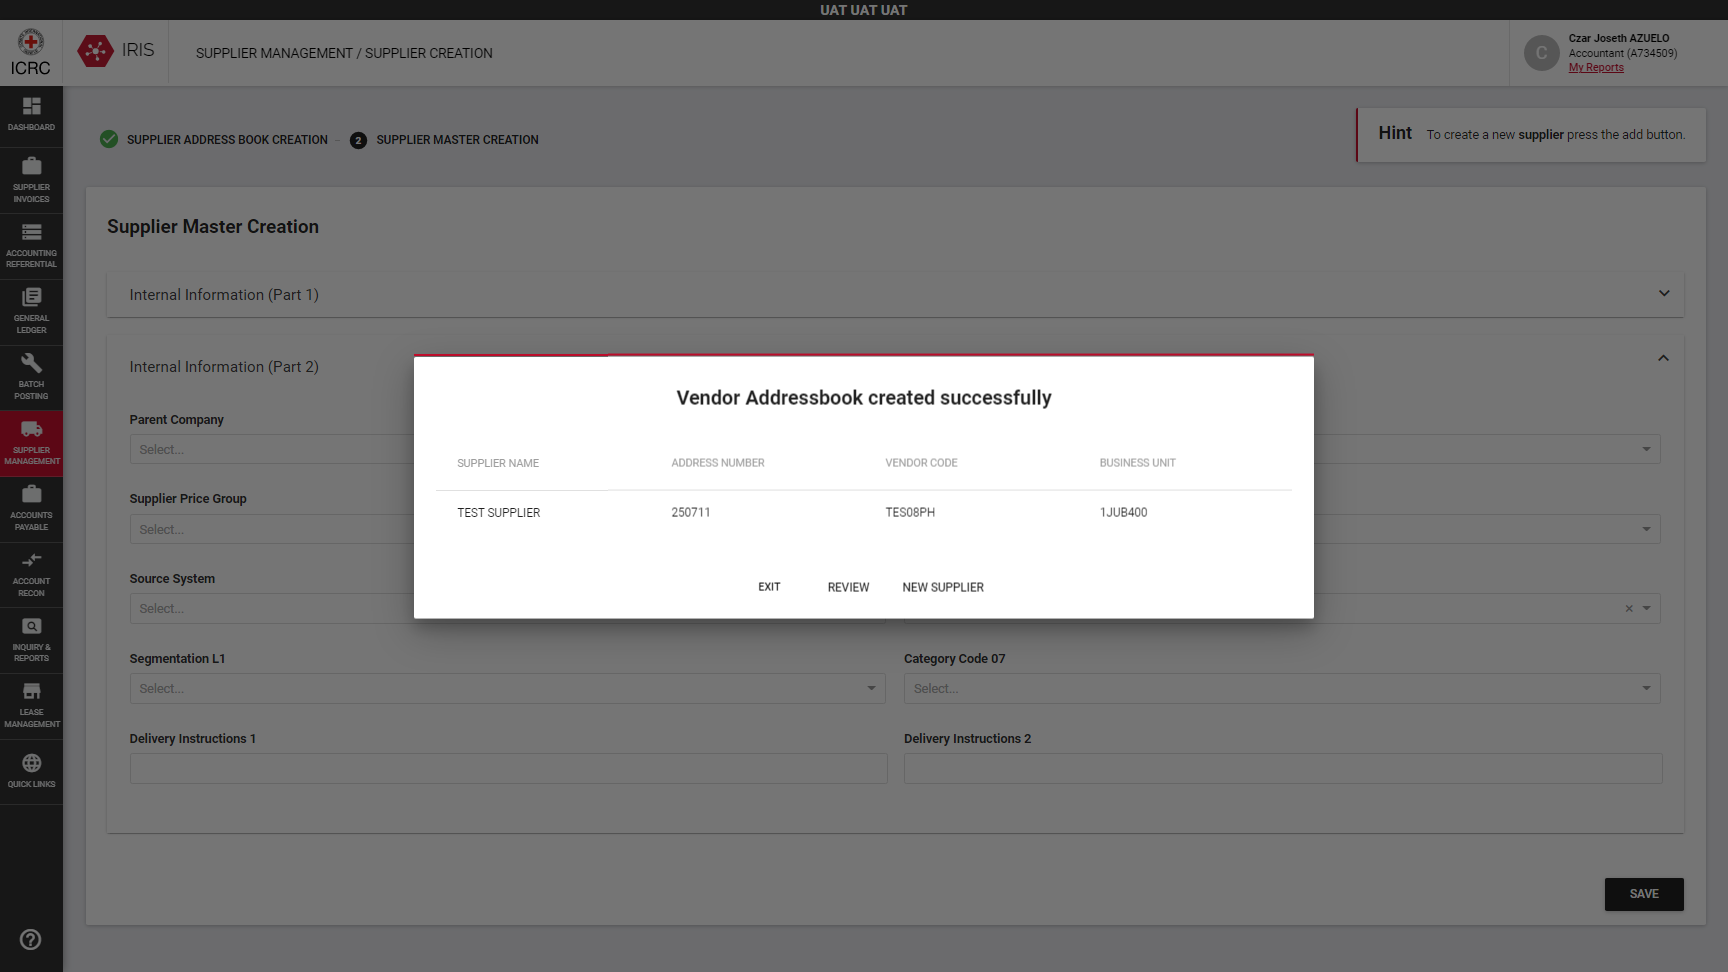 UAT UAT UAT
ICRC
IRIS
SUPPLIER MANAGEMENT / SUPPLIER CREATION
C
Czar Joseth AZUELO
Accountant (A734509)
My Reports
DASHBOARD
SUPPLIER
INVOICES
ACCOUNTING
REFERENTIAL
GENERAL
LEDGER
BATCH
POSTING
SUPPLIER
MANAGEMENT
ACCOUNTS
PAYABLE
ACCOUNT
RECON
INQUIRY &
REPORTS
LEASE
MANAGEMENT
QUICK LINKS
SUPPLIER ADDRESS BOOK CREATION - 2 SUPPLIER MASTER CREATION
Hint To create a new supplier press the add button.
Supplier Master Creation
Internal Information (Part 1)
Internal Information (Part 2)
Parent Company
Select...
Supplier Price Group
Select...
Source System
Select...
Segmentation L1
Select...
Category Code 07
Select...
Delivery Instructions 1
Delivery Instructions 2
SAVE
Vendor Addressbook created successfully
SUPPLIER NAME ADDRESS NUMBER VENDOR CODE BUSINESS UNIT
TEST SUPPLIER 250711 TES08PH 1JUB400
EXIT REVIEW NEW SUPPLIER